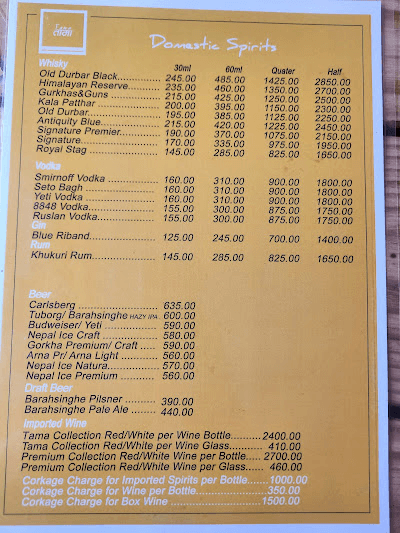 Domastic Spirits
30ml 60ml Quater Half
Whisky
Old Durbar Black............. 245.00 485.00 1425.00 2850.00
Himalayan Reserve.......... 235.00 460.00 1350.00 2700.00
Gurkhas&Guns ............... 215.00 425.00 1250.00 2500.00
Kala Patthar .................... 200.00 395.00 1150.00 2300.00
Old Durbar....................... 195.00 385.00 1125.00 2250.00
Antiquity Blue................... 215.00 420.00 1225.00 2450.00
Signature Premier............ 190.00 370.00 1075.00 2150.00
Signature......................... 170.00 335.00 975.00 1950.00
Royal Stag ...................... 145.00 285.00 825.00 1650.00
Vodka
Smirnoff Vodka ................ 160.00 310.00 900.00 1800.00
Seto Bagh ....................... 160.00 310.00 900.00 1800.00
Yeti Vodka ....................... 160.00 310.00 900.00 1800.00
8848 Vodka...................... 155.00 300.00 875.00 1750.00
Ruslan Vodka................... 155.00 300.00 875.00 1750.00
Gin
Blue Riband..................... 125.00 245.00 700.00 1400.00
Rum
Khukuri Rum.................... 145.00 285.00 825.00 1650.00
Beer
Carlsberg ........................ 635.00
Tuborg/ Barahsinghe HAZY IPA 600.00
Budweiser/ Yeti ................ 590.00
Nepal Ice Craft ................. 580.00
Gorkha Premium/ Craft ..... 590.00
Arna Pr/ Arna Light ........... 560.00
Nepal Ice Natura............... 570.00
Nepal Ice Premium ........... 560.00
Draft Beer
Barahsinghe Pilsner ......... 390.00
Barahsinghe Pale Ale ....... 440.00
Imported Wine
Tama Collection Red/White per Wine Bottle..........2400.00
Tama Collection Red/White per Wine Glass........... 410.00
Premium Collection Red/White Wine per Bottle.....2700.00
Premium Collection Red/White per Wine Glass...... 460.00
Corkage Charge for Imported Spirits per Bottle......1000.00
Corkage Charge for Wine per Bottle....................350.00
Corkage Charge for Box Wine ..........................1500.00